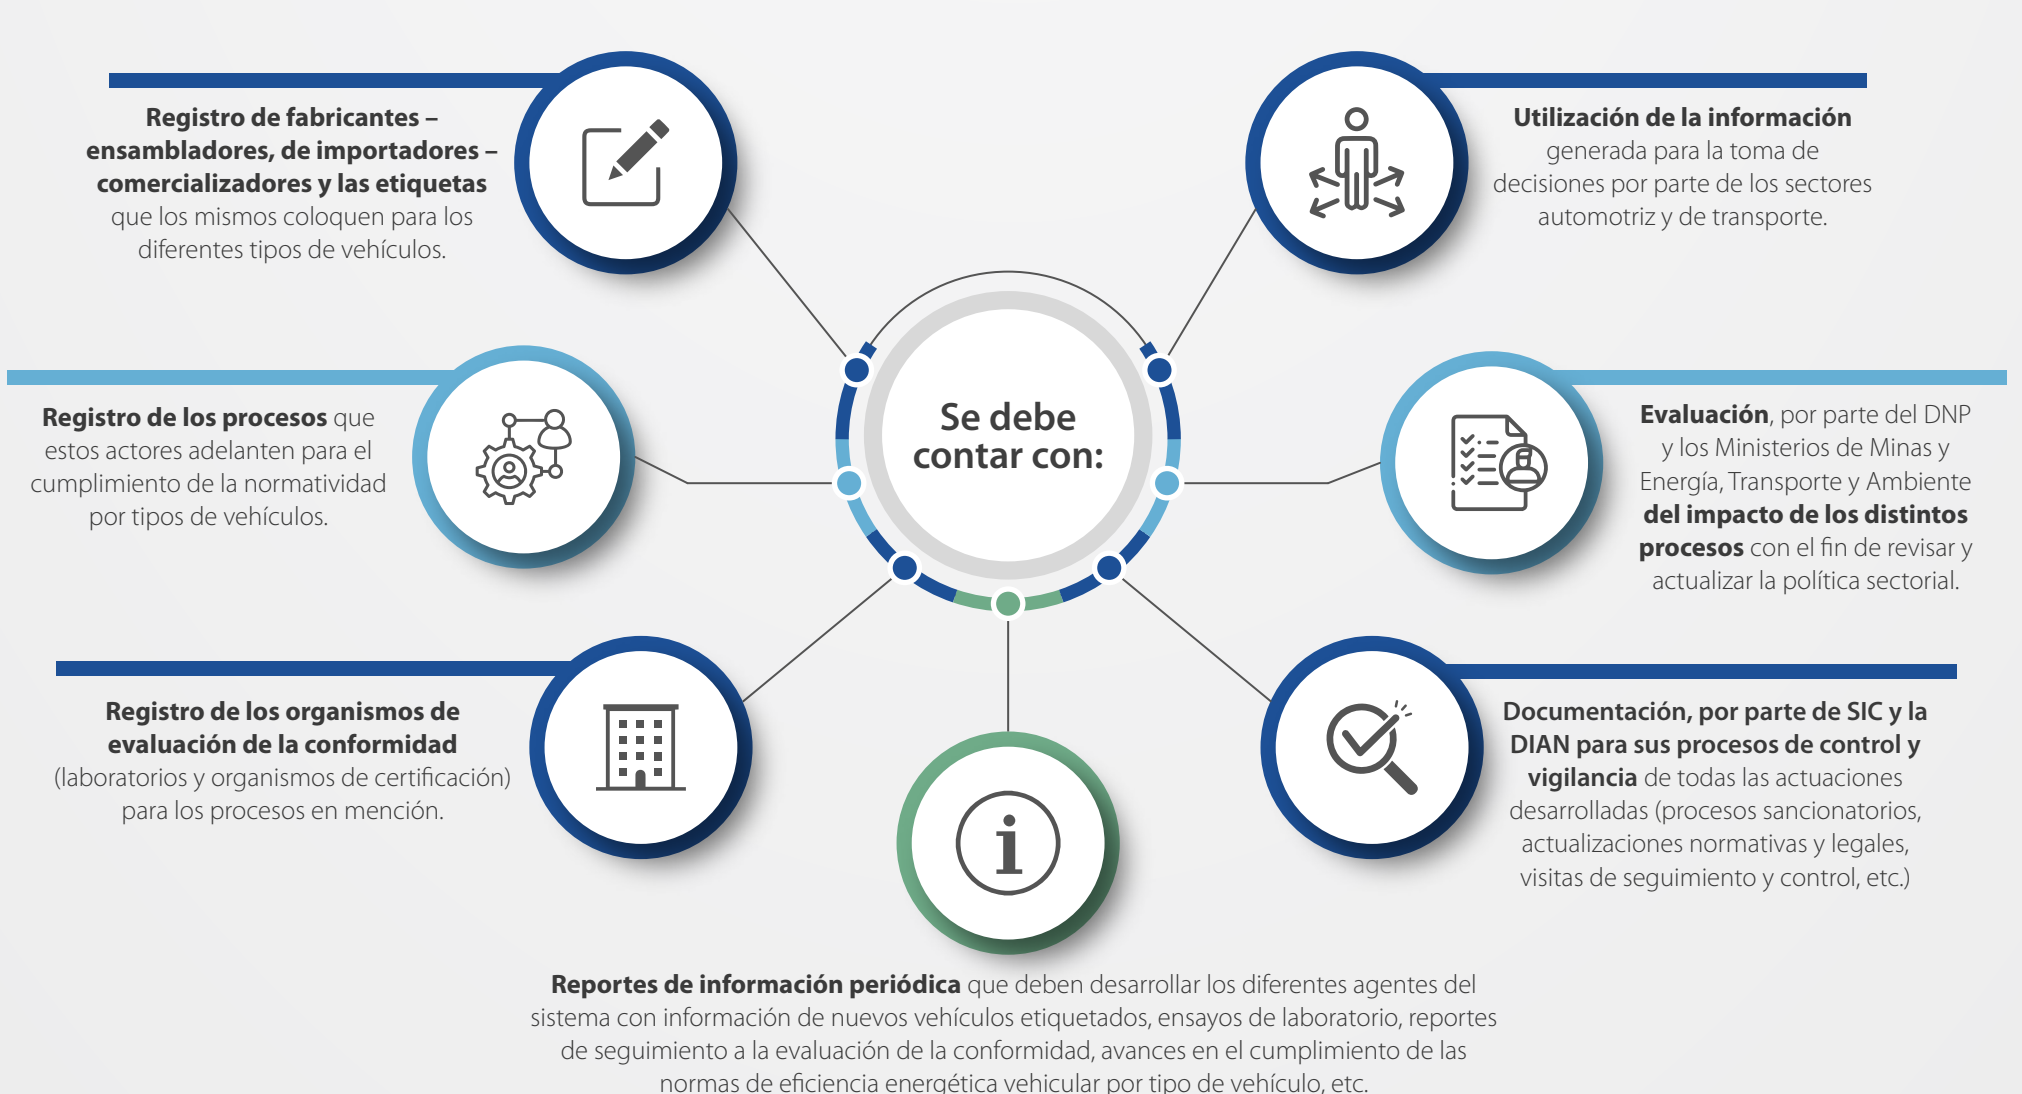 Registro de fabricantes –
ensambladores, de importadores –
comercializadores y las etiquetas
que los mismos coloquen para los
diferentes tipos de vehículos.
Utilización de la información
generada para la toma de
decisiones por parte de los sectores
automotriz y de transporte.
Se debe
contar con:
Registro de los procesos que
estos actores adelanten para el
cumplimiento de la normatividad
por tipos de vehículos.
Evaluación, por parte del DNP
y los Ministerios de Minas y
Energía, Transporte y Ambiente
del impacto de los distintos
procesos con el fin de revisar y
actualizar la política sectorial.
Registro de los organismos de
evaluación de la conformidad
(laboratorios y organismos de certificación)
para los procesos en mención.
Documentación, por parte de SIC y la
DIAN para sus procesos de control y
vigilancia de todas las actuaciones
desarrolladas (procesos sancionatorios,
actualizaciones normativas y legales,
visitas de seguimiento y control, etc.)
Reportes de información periódica que deben desarrollar los diferentes agentes del
sistema con información de nuevos vehículos etiquetados, ensayos de laboratorio, reportes
de seguimiento a la evaluación de la conformidad, avances en el cumplimiento de las
normas de eficiencia energética vehicular por tipo de vehículo, etc.